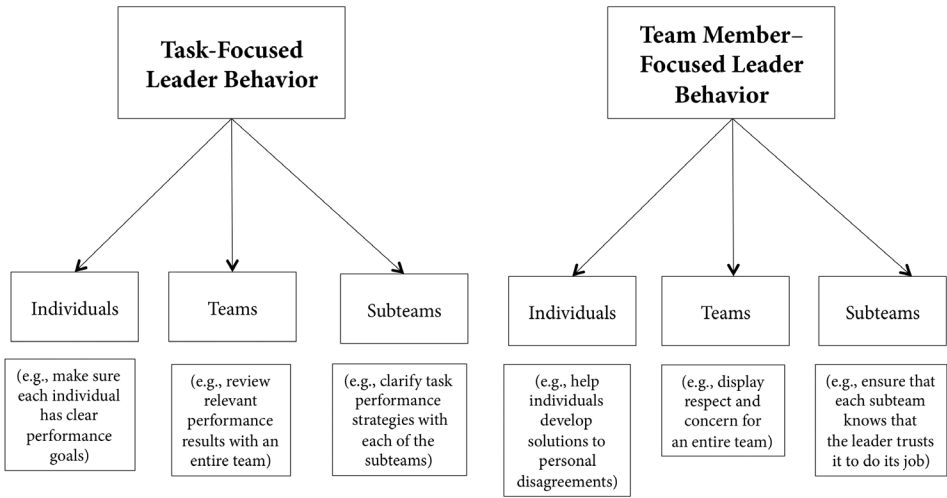 Task-Focused
Leader Behavior
Team Member–
Focused Leader
Behavior
Individuals
Teams
Subteams
Individuals
Teams
Subteams
(e.g., make sure
each individual
has clear
performance
goals)
(e.g., review
relevant
performance
results with an
entire team)
(e.g., clarify task
performance
strategies with
each of the
subteams)
(e.g., help
individuals
develop
solutions to
personal
disagreements)
(e.g., display
respect and
concern for
an entire team)
(e.g., ensure that
each subteam
knows that
the leader trusts
it to do its job)